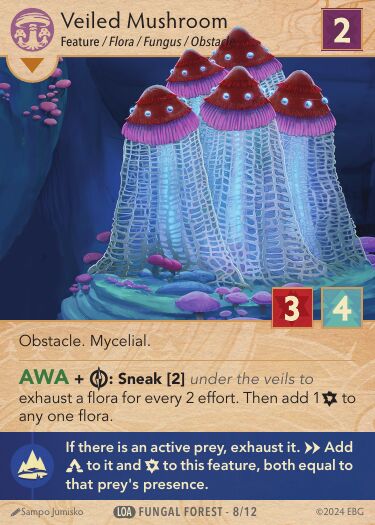 Veiled Mushroom
2
Feature / Flora / Fungus / Obstacle
3 4
Obstacle. Mycelial.
AWA + : Sneak [2] under the veils to
exhaust a flora for every 2 effort. Then add 1 to
any one flora.
If there is an active prey, exhaust it. Add
to it and to this feature, both equal to
that prey's presence.
Sampo Jumisko LOA FUNGAL FOREST - 8/12 ©2024 EBG